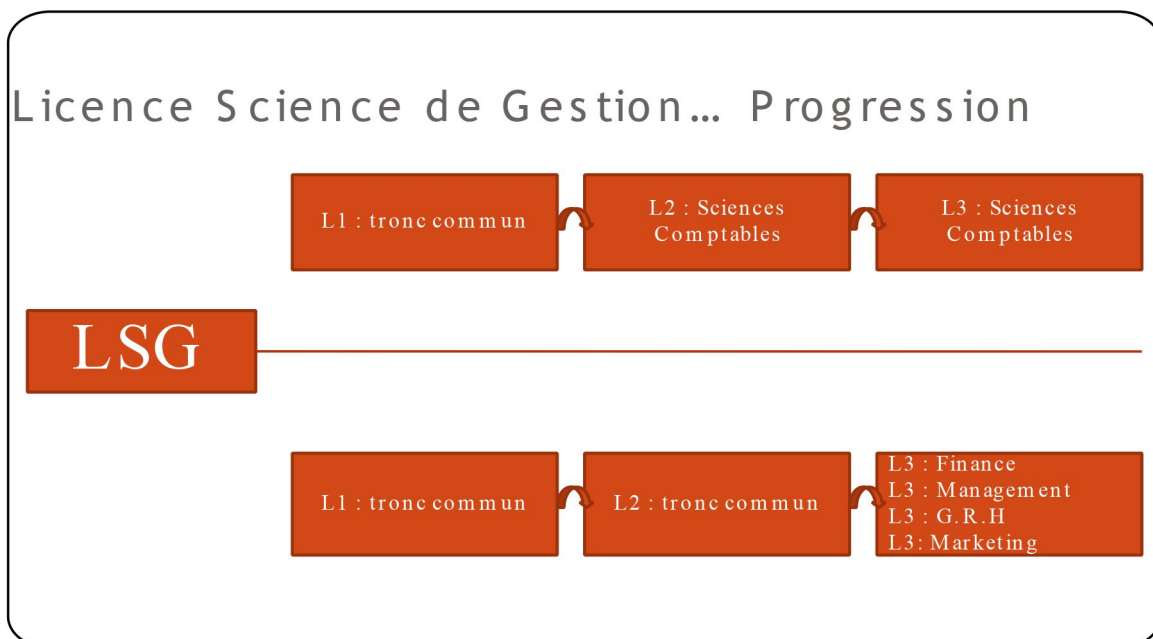 Licence Science de Gestion... Progression
L1 : tronc commun
L2 : Sciences
Comptables
L3 : Sciences
Comptables
LSG
L1 : tronc commun
L2 : tronc commun
L3 : Finance
L3 : Management
L3 : G.R.H
L3: Marketing